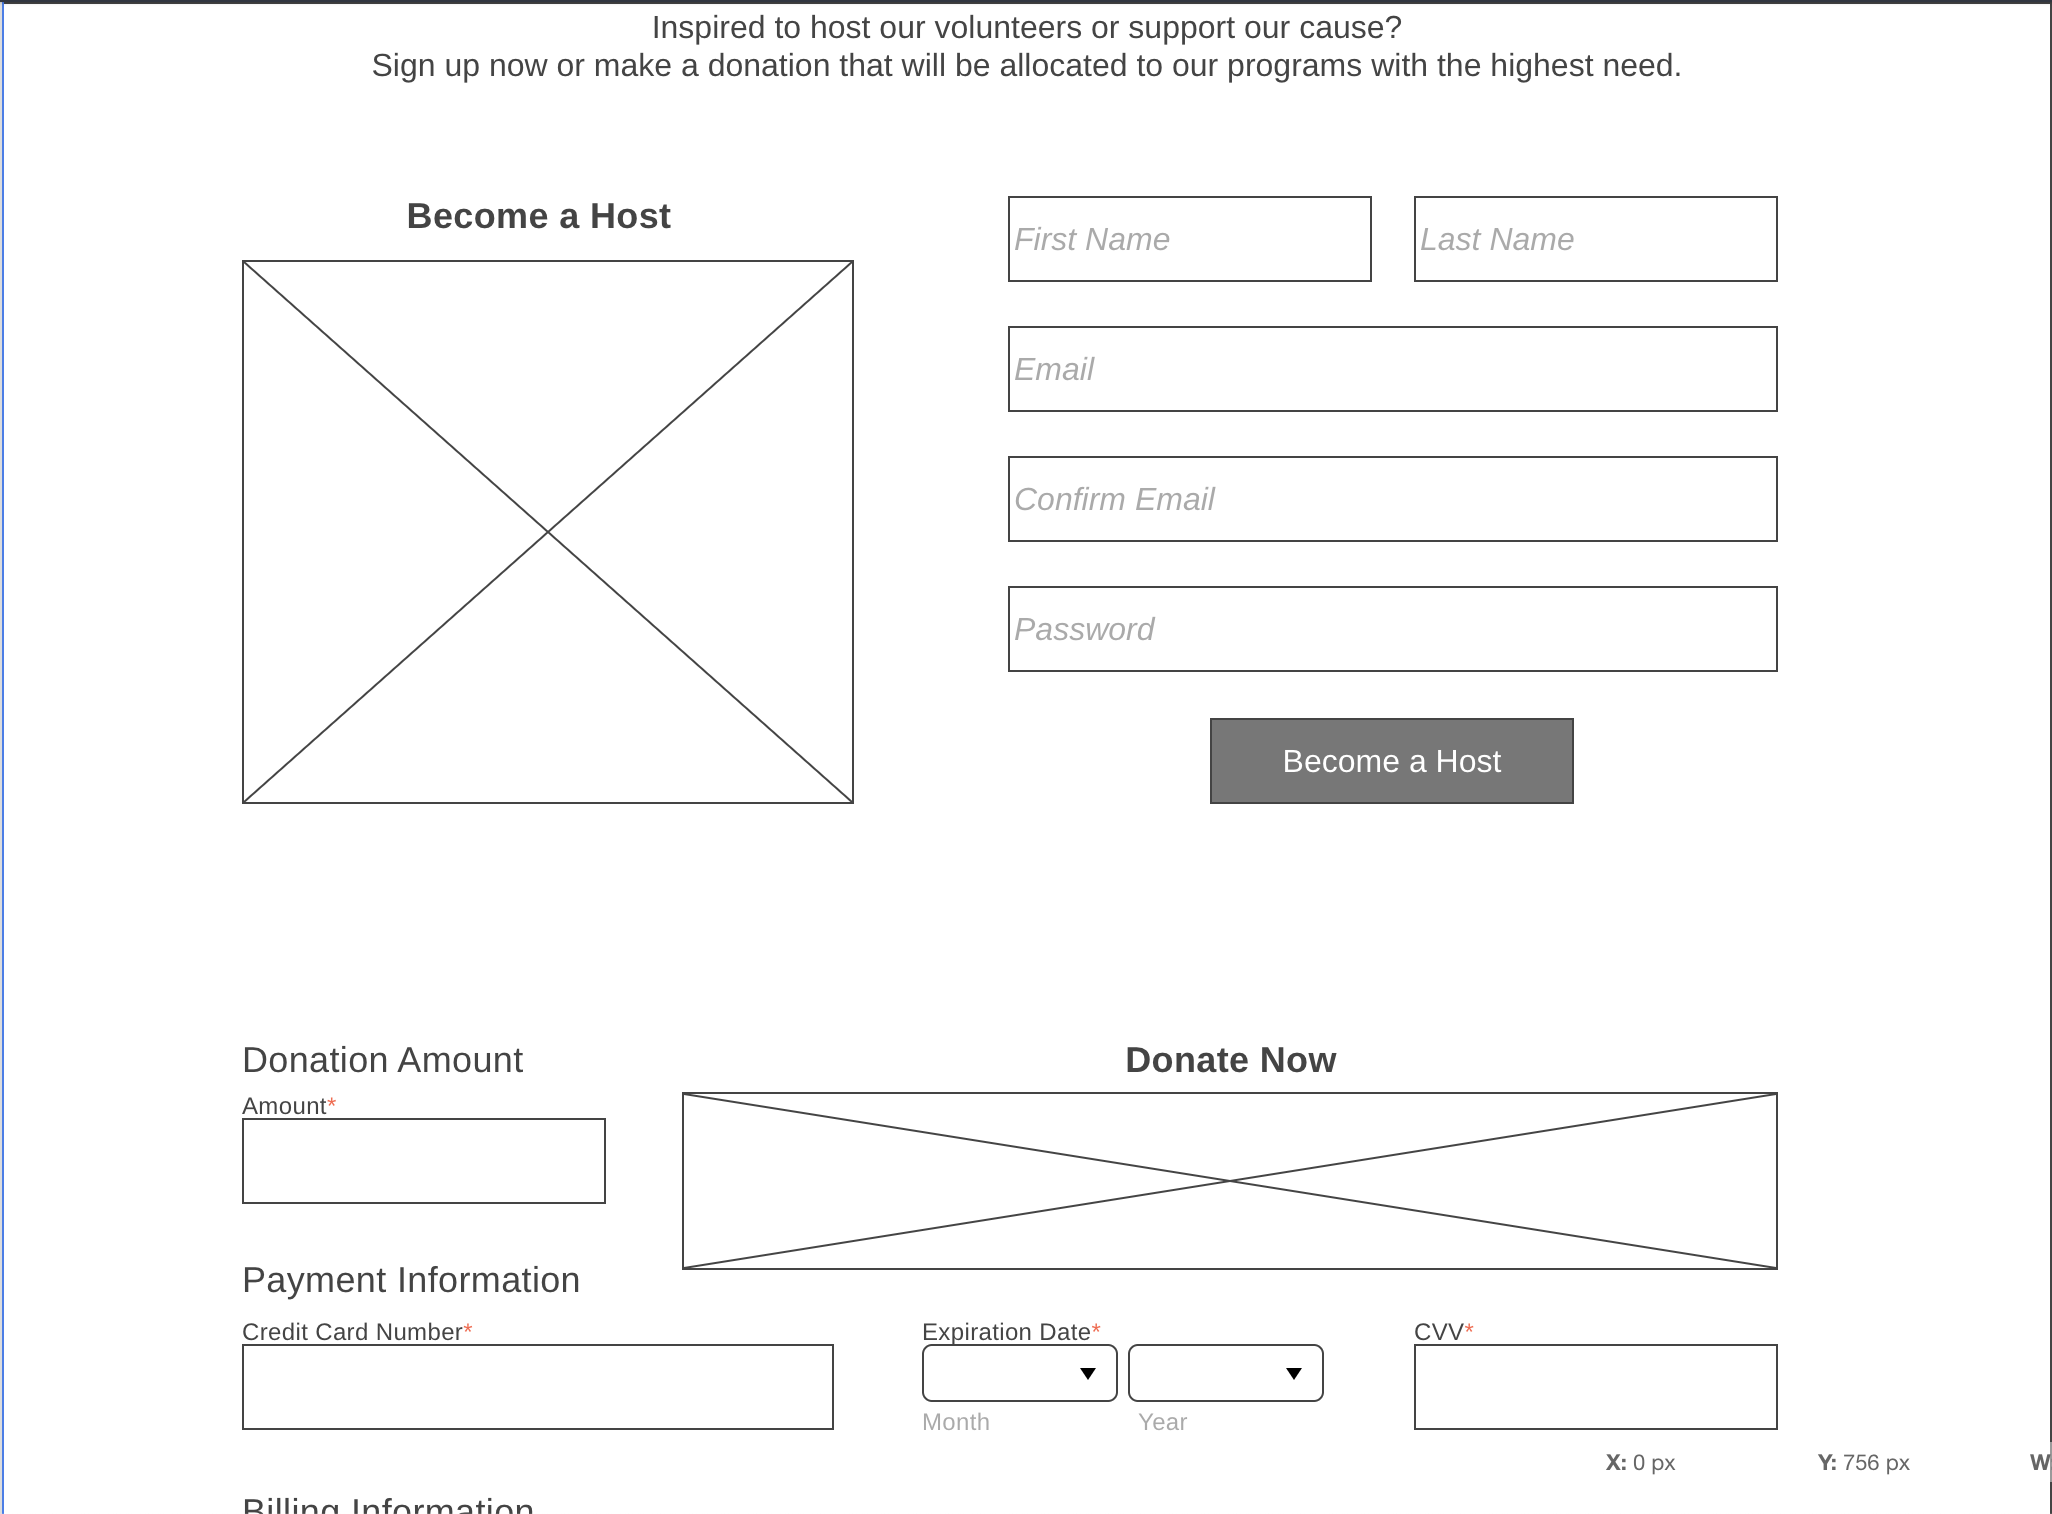 Inspired to host our volunteers or support our cause?
Sign up now or make a donation that will be allocated to our programs with the highest need.
Become a Host
First Name
Last Name
Email
Confirm Email
Password
Become a Host
Donation Amount
Donate Now
Amount*
Payment Information
Credit Card Number*
Expiration Date*
CVV*
Month
Year
X: 0 px
Y: 756 px
W
Billing Information